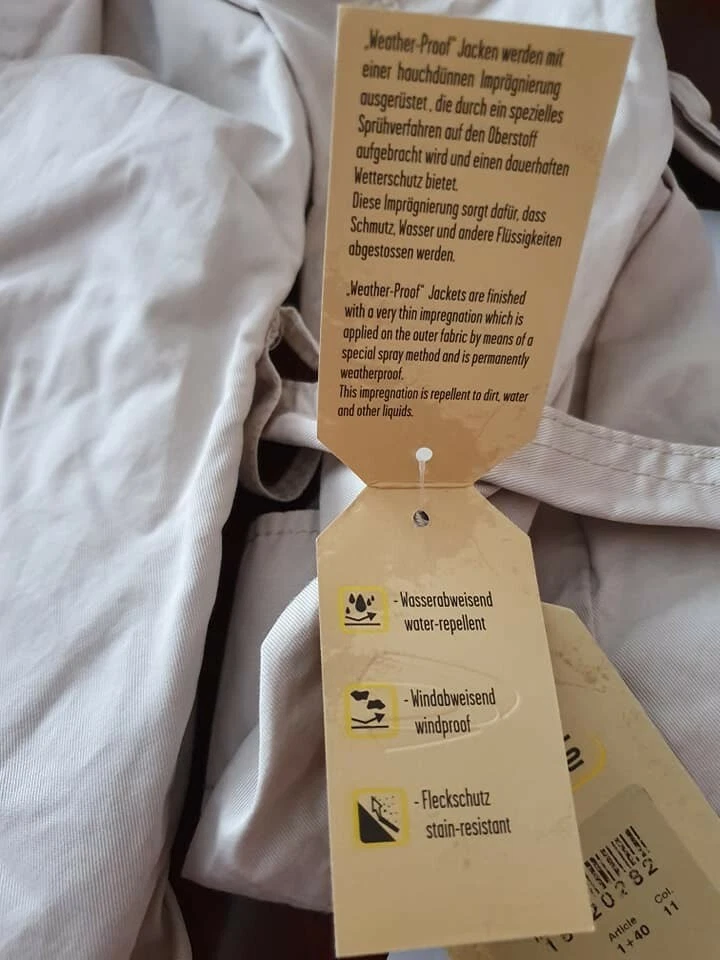 „Weather-Proof" Jacken werden mit
einer hauchdünnen Imprägnierung
ausgerüstet, die durch ein spezielles
Sprühverfahren auf den Oberstoff
aufgebracht wird und einen dauerhaften
Wetterschutz bietet.
Diese Imprägnierung sorgt dafür, dass
Schmutz, Wasser und andere Flüssigkeiten
abgestossen werden.
„Weather-Proof" Jackets are finished
with a very thin impregnation which is
applied on the outer fabric by means of a
special spray method and is permanently
weatherproof.
This impregnation is repellent to dirt, water
and other liquids.
- Wasserabweisend
water-repellent
- Windabweisend
windproof
- Fleckschutz
stain-resistant
Article Col.
1+40 11